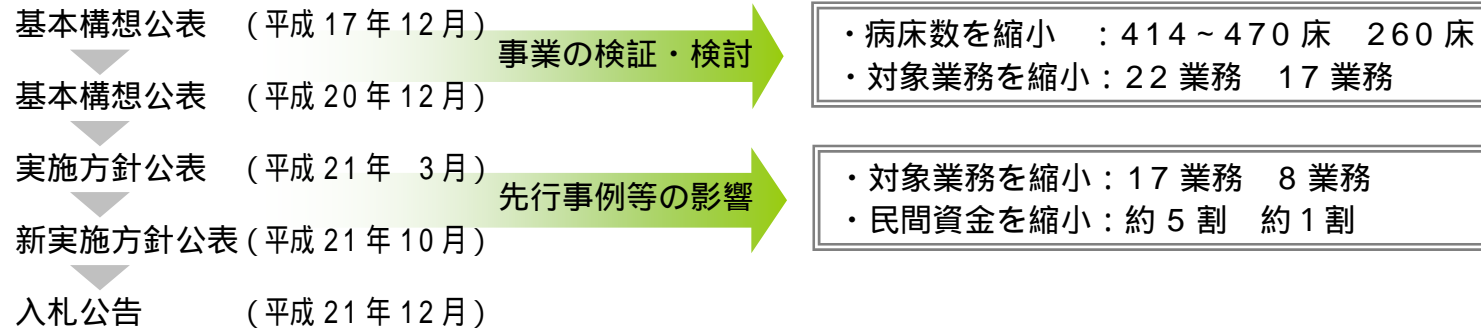 基本構想公表 (平成17年12月)
事業の検証・検討
・病床数を縮小 :414~470床 260床
・対象業務を縮小:22業務 17業務
基本構想公表 (平成20年12月)
実施方針公表 (平成21年 3月)
先行事例等の影響
・対象業務を縮小:17業務 8業務
・民間資金を縮小:約5割 約1割
新実施方針公表(平成21年10月)
入札公告 (平成21年12月)